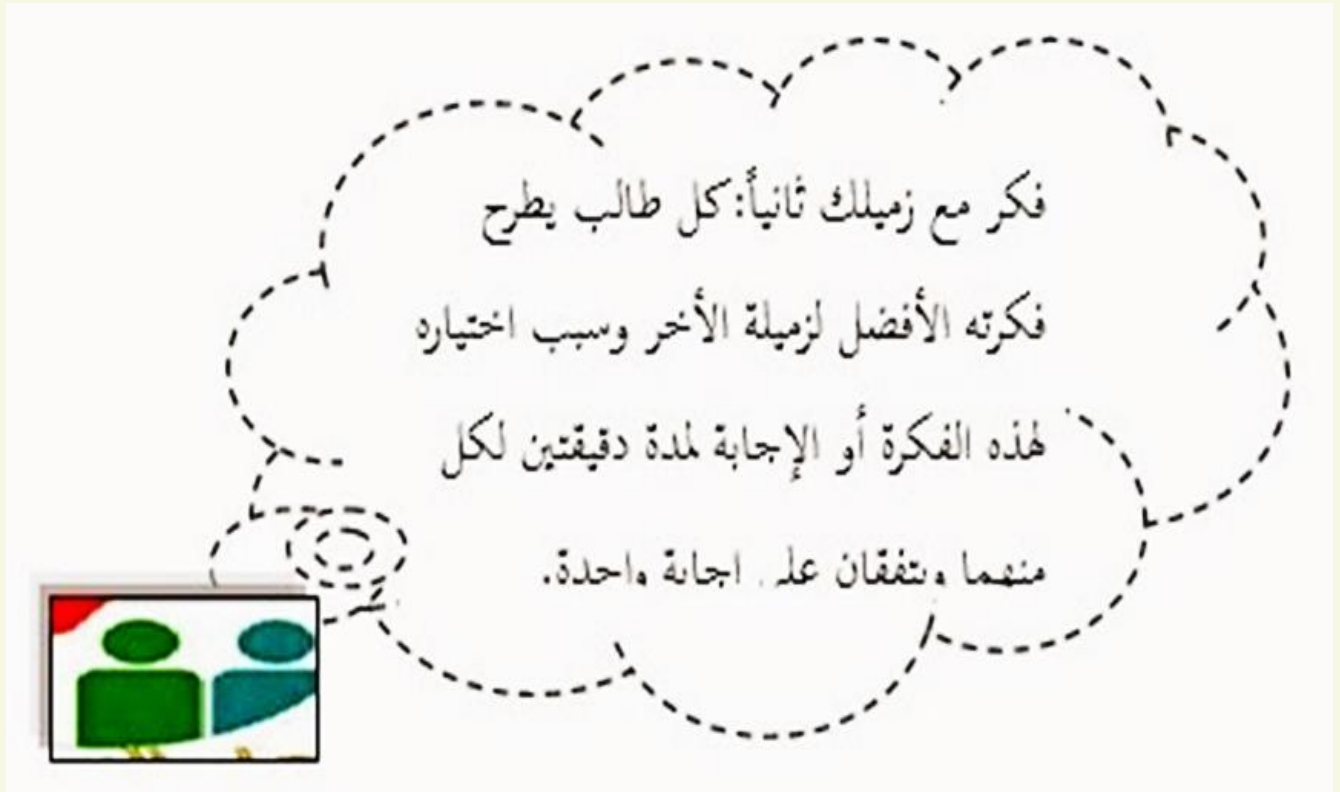 فكر مع زميلك ثانياً:كل طالب يطرح
فكرته الأفضل لزميلة الأخر وسبب اختياره
لهذه الفكرة أو الإجابة لمدة دقيقتين لكل
منهما ويتفقان على اجابة واحدة.